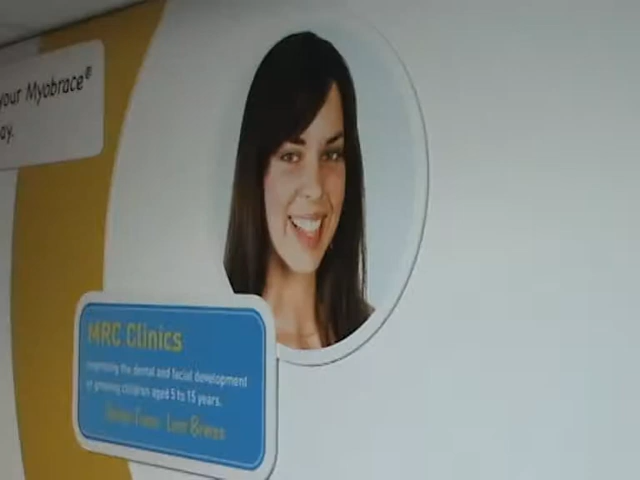 your Myobrace®
ay.
MRC Clinics
improving the dental and facial development
of growing children aged 5 to 15 years.